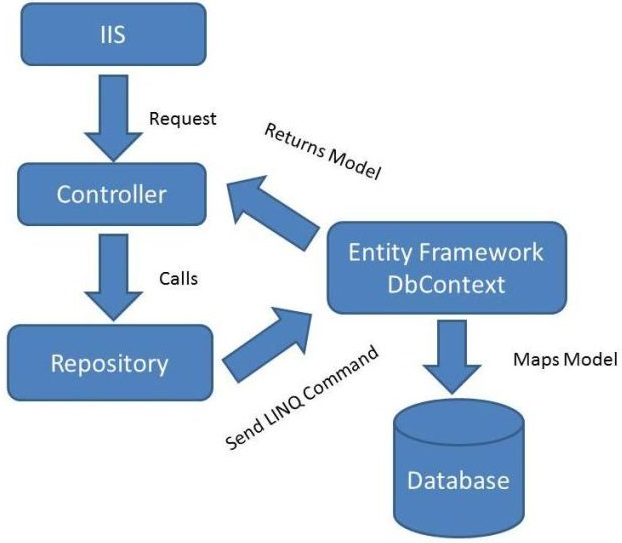 IIS
Request
Returns Model
Controller
Calls
Entity Framework
DbContext
Repository
Send LINQ Command
Maps Model
Database